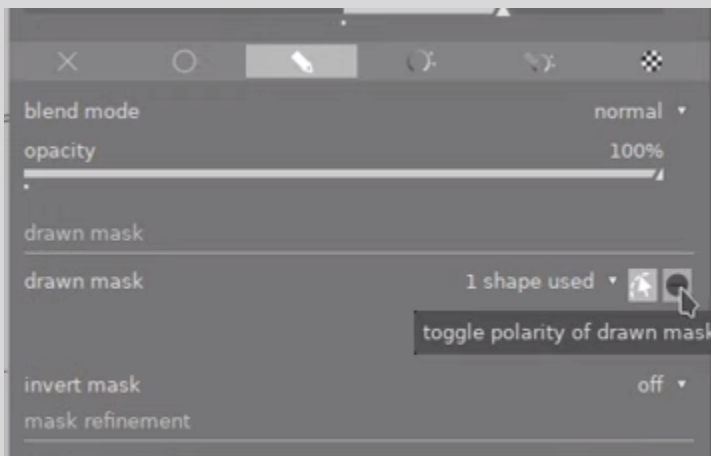 blend mode normal
opacity 100%
drawn mask
drawn mask 1 shape used
toggle polarity of drawn mask
invert mask off
mask refinement